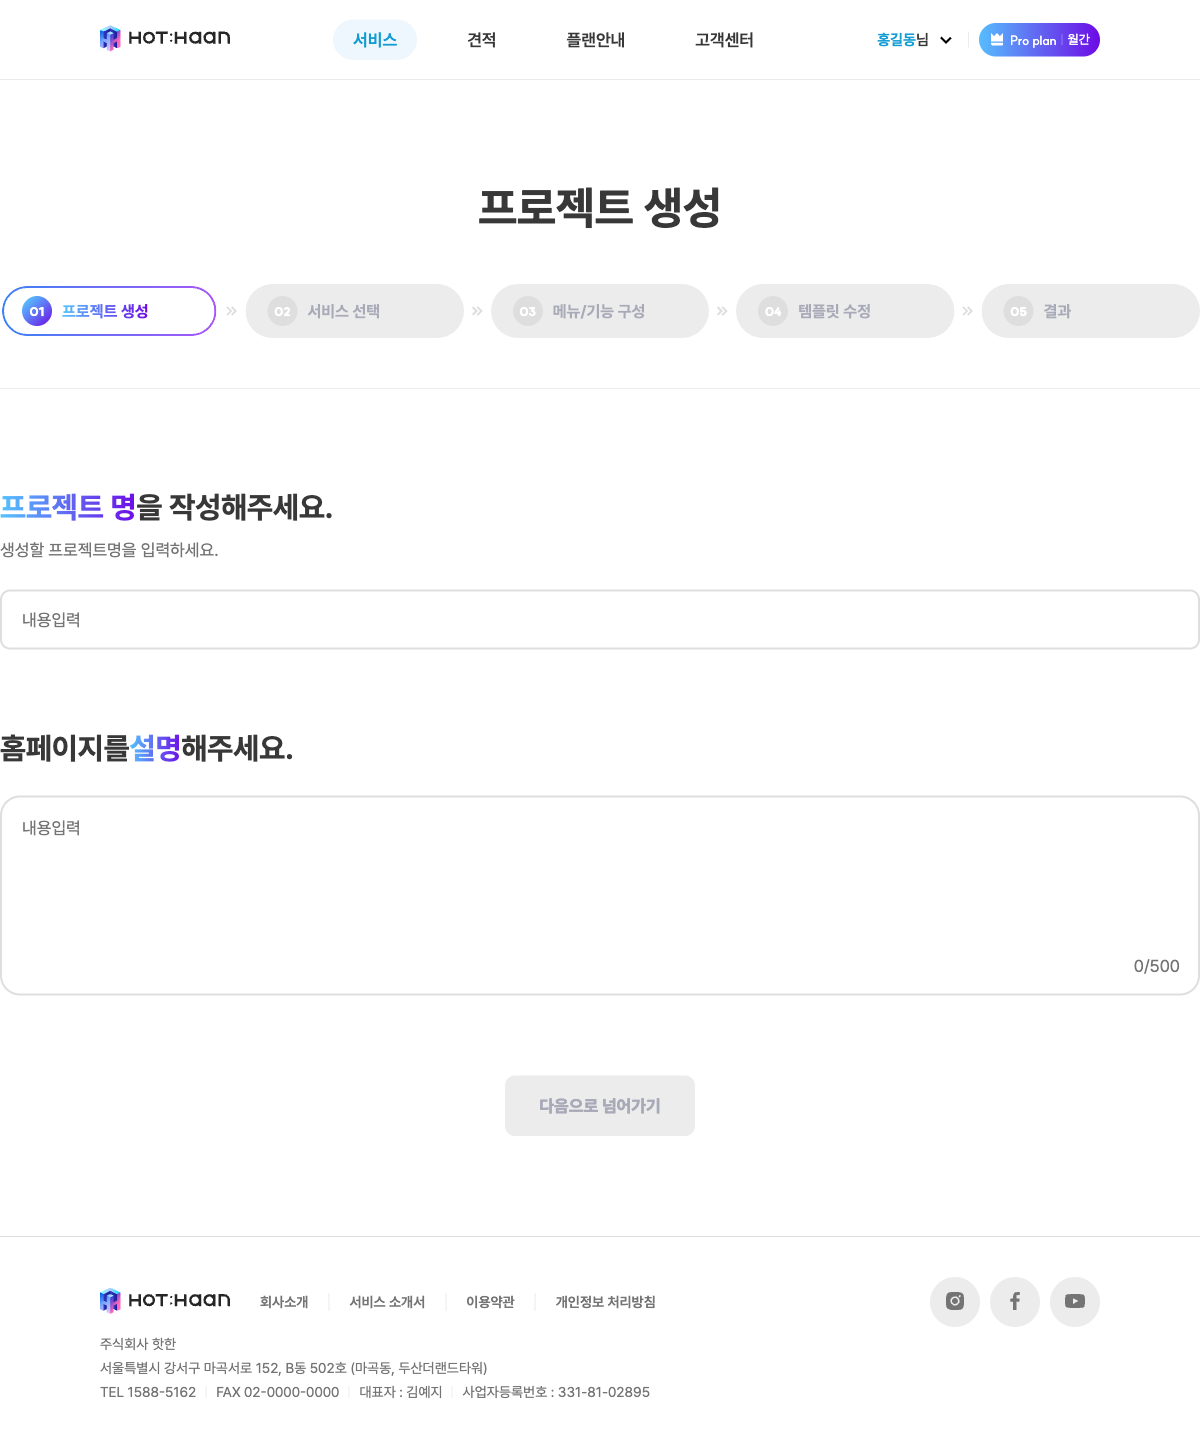 HOT:HAAN
서비스
견적
플랜안내
고객센터
홍길동님
Pro plan
월간
프로젝트 생성
01 프로젝트 생성
02 서비스 선택
03 메뉴/기능 구성
04 템플릿 수정
05 결과
프로젝트 명을 작성해주세요.
생성할 프로젝트명을 입력하세요.
내용입력
홈페이지를설명해주세요.
내용입력
0/500
다음으로 넘어가기
HOT:HAAN
회사소개
서비스 소개서
이용약관
개인정보 처리방침
주식회사 핫한
서울특별시 강서구 마곡서로 152, B동 502호 (마곡동, 두산더랜드타워)
TEL 1588-5162 | FAX 02-0000-0000 | 대표자 : 김예지 | 사업자등록번호 : 331-81-02895